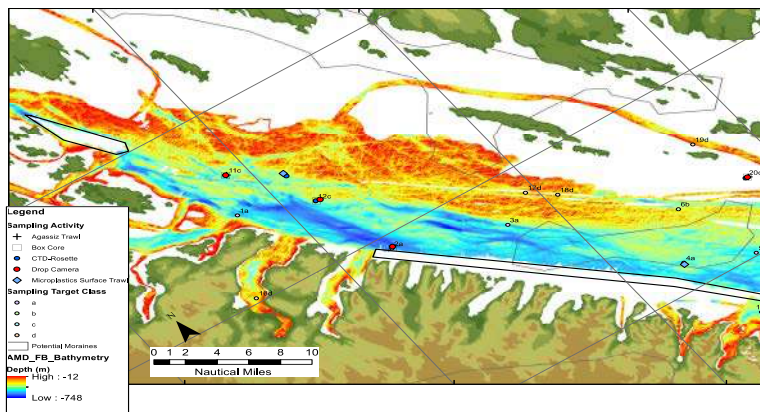 19d
20c
11c
12c
12d
18d
6b
1a
3a
2a
4a
10d
N
Legend
Sampling Activity
Agassiz Trawl
Box Core
CTD-Rosette
Drop Camera
Microplastics Surface Trawl
Sampling Target Class
a
b
c
d
Potential Moraines
AMD_FB_Bathymetry
Depth (m)
High : -12
Low : -748
0 1 2 4 6 8 10
Nautical Miles